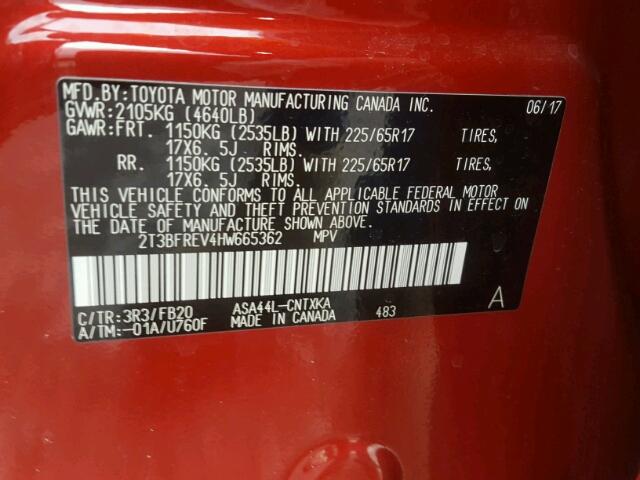 MFD.BY:TOYOTA MOTOR MANUFACTURING CANADA INC. 06/17
GVWR:2105KG (4640LB)
GAWR:FRT. 1150KG (2535LB) WITH 225/65R17 TIRES,
17X6.5J RIMS.
RR. 1150KG (2535LB) WITH 225/65R17 TIRES,
17X6.5J RIMS.
THIS VEHICLE CONFORMS TO ALL APPLICABLE FEDERAL MOTOR
VEHICLE SAFETY AND THEFT PREVENTION STANDARDS IN EFFECT ON
THE DATE OF MANUFACTURE SHOWN ABOVE.
2T3BFREV4HW665362 MPV
C/TR:3R3/FB20 ASA44L-CNTXKA 483 A
A/TM:-01A/U760F MADE IN CANADA